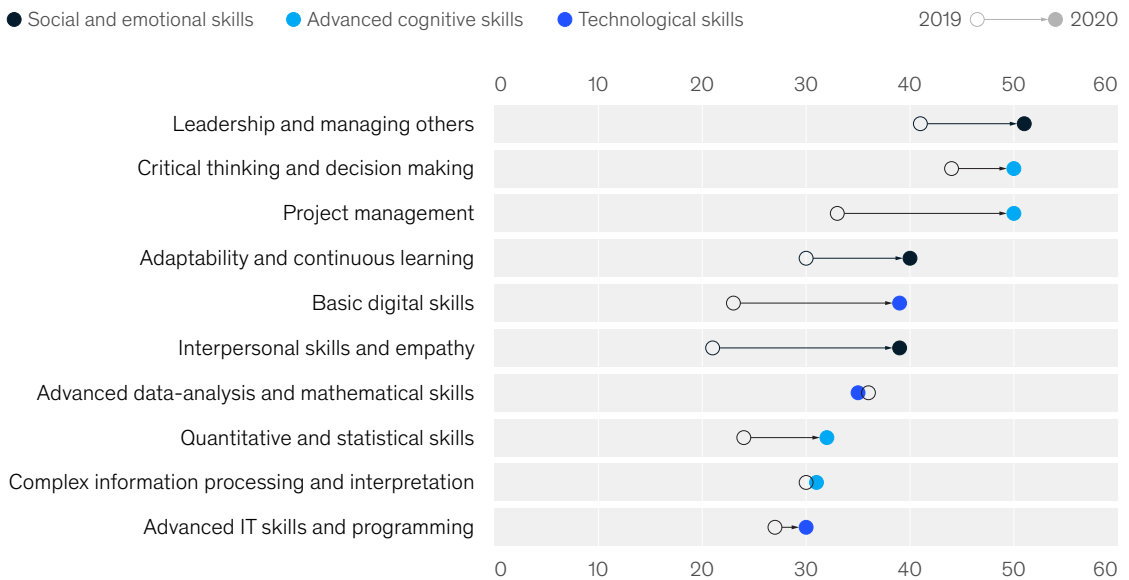 Social and emotional skills Advanced cognitive skills Technological skills 2019 2020
0 10 20 30 40 50 60
Leadership and managing others
Critical thinking and decision making
Project management
Adaptability and continuous learning
Basic digital skills
Interpersonal skills and empathy
Advanced data-analysis and mathematical skills
Quantitative and statistical skills
Complex information processing and interpretation
Advanced IT skills and programming
0 10 20 30 40 50 60